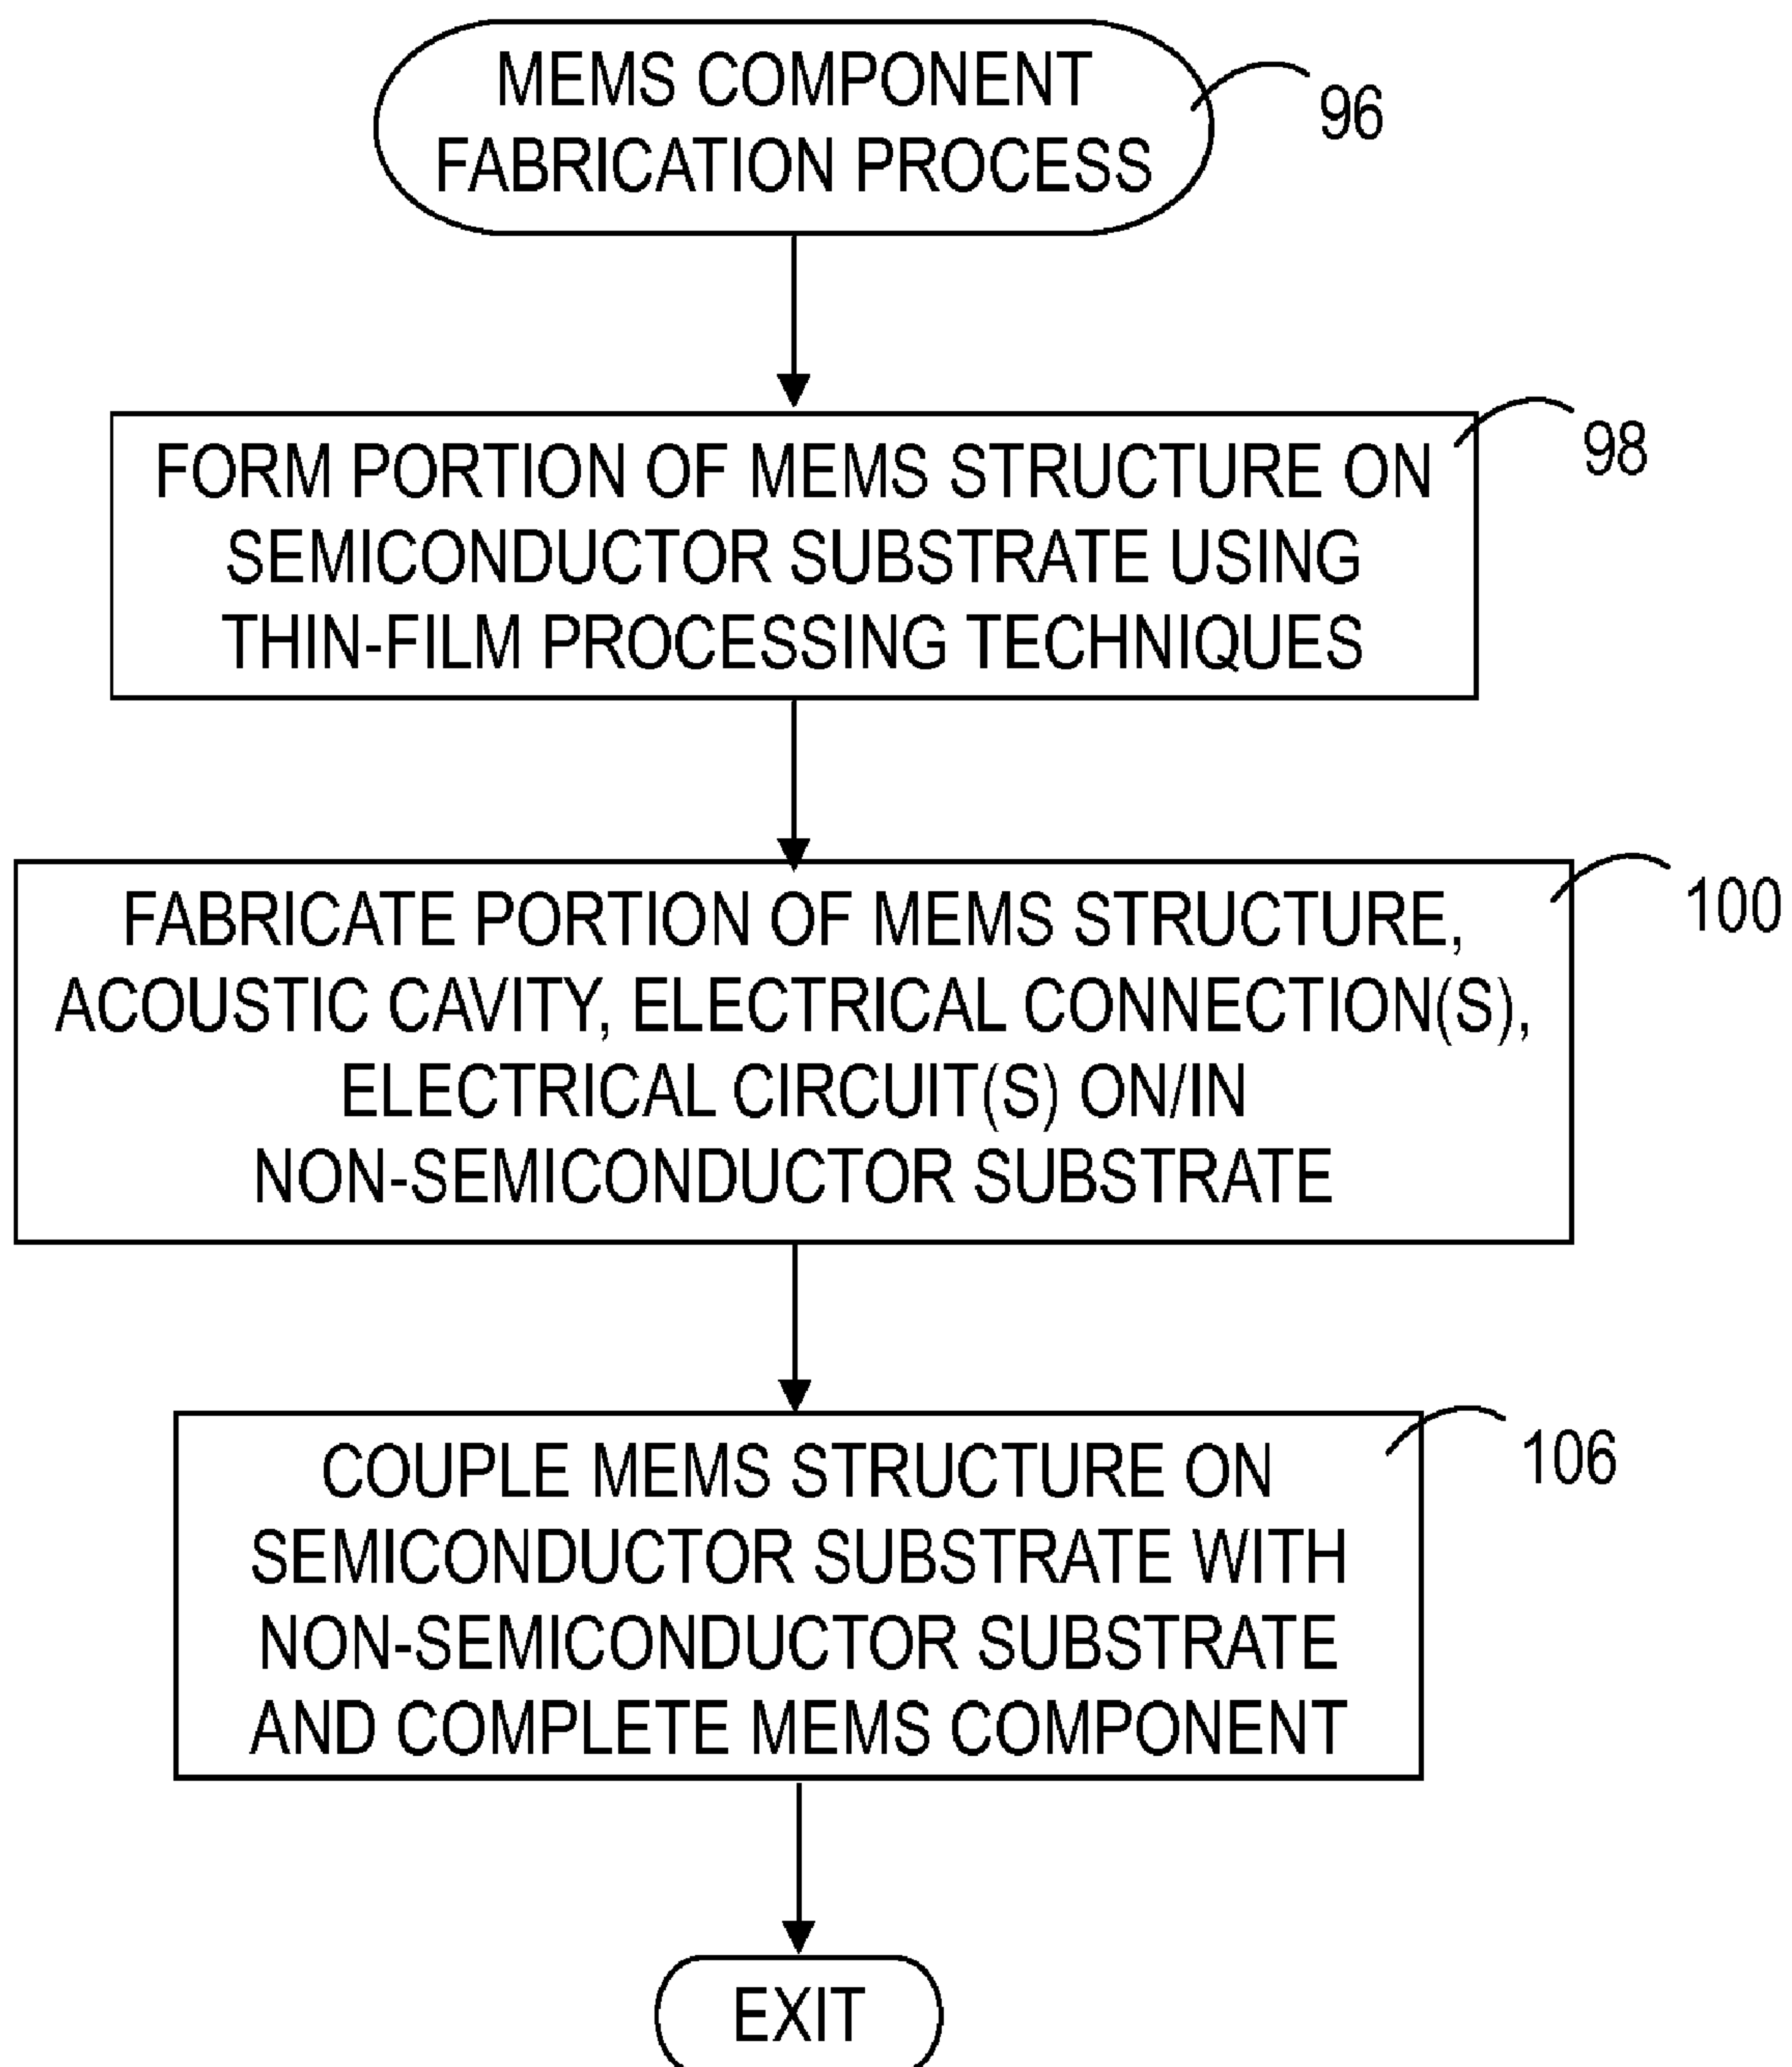 MEMS COMPONENT
FABRICATION PROCESS
96
FORM PORTION OF MEMS STRUCTURE ON
SEMICONDUCTOR SUBSTRATE USING
THIN-FILM PROCESSING TECHNIQUES
98
FABRICATE PORTION OF MEMS STRUCTURE,
ACOUSTIC CAVITY, ELECTRICAL CONNECTION(S),
ELECTRICAL CIRCUIT(S) ON/IN
NON-SEMICONDUCTOR SUBSTRATE
100
COUPLE MEMS STRUCTURE ON
SEMICONDUCTOR SUBSTRATE WITH
NON-SEMICONDUCTOR SUBSTRATE
AND COMPLETE MEMS COMPONENT
106
EXIT